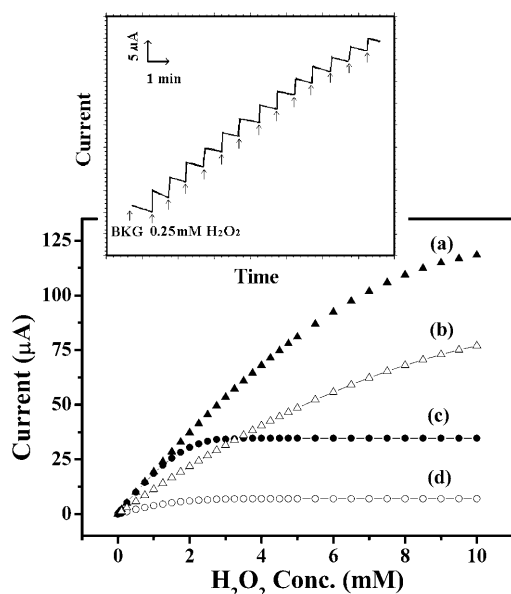 5 μA
1 min
Current
BKG 0.25mM H₂O₂
Time
Current (μA)
125
100
75
50
25
0
(a)
(b)
(c)
(d)
0 2 4 6 8 10
H₂O₂ Conc. (mM)